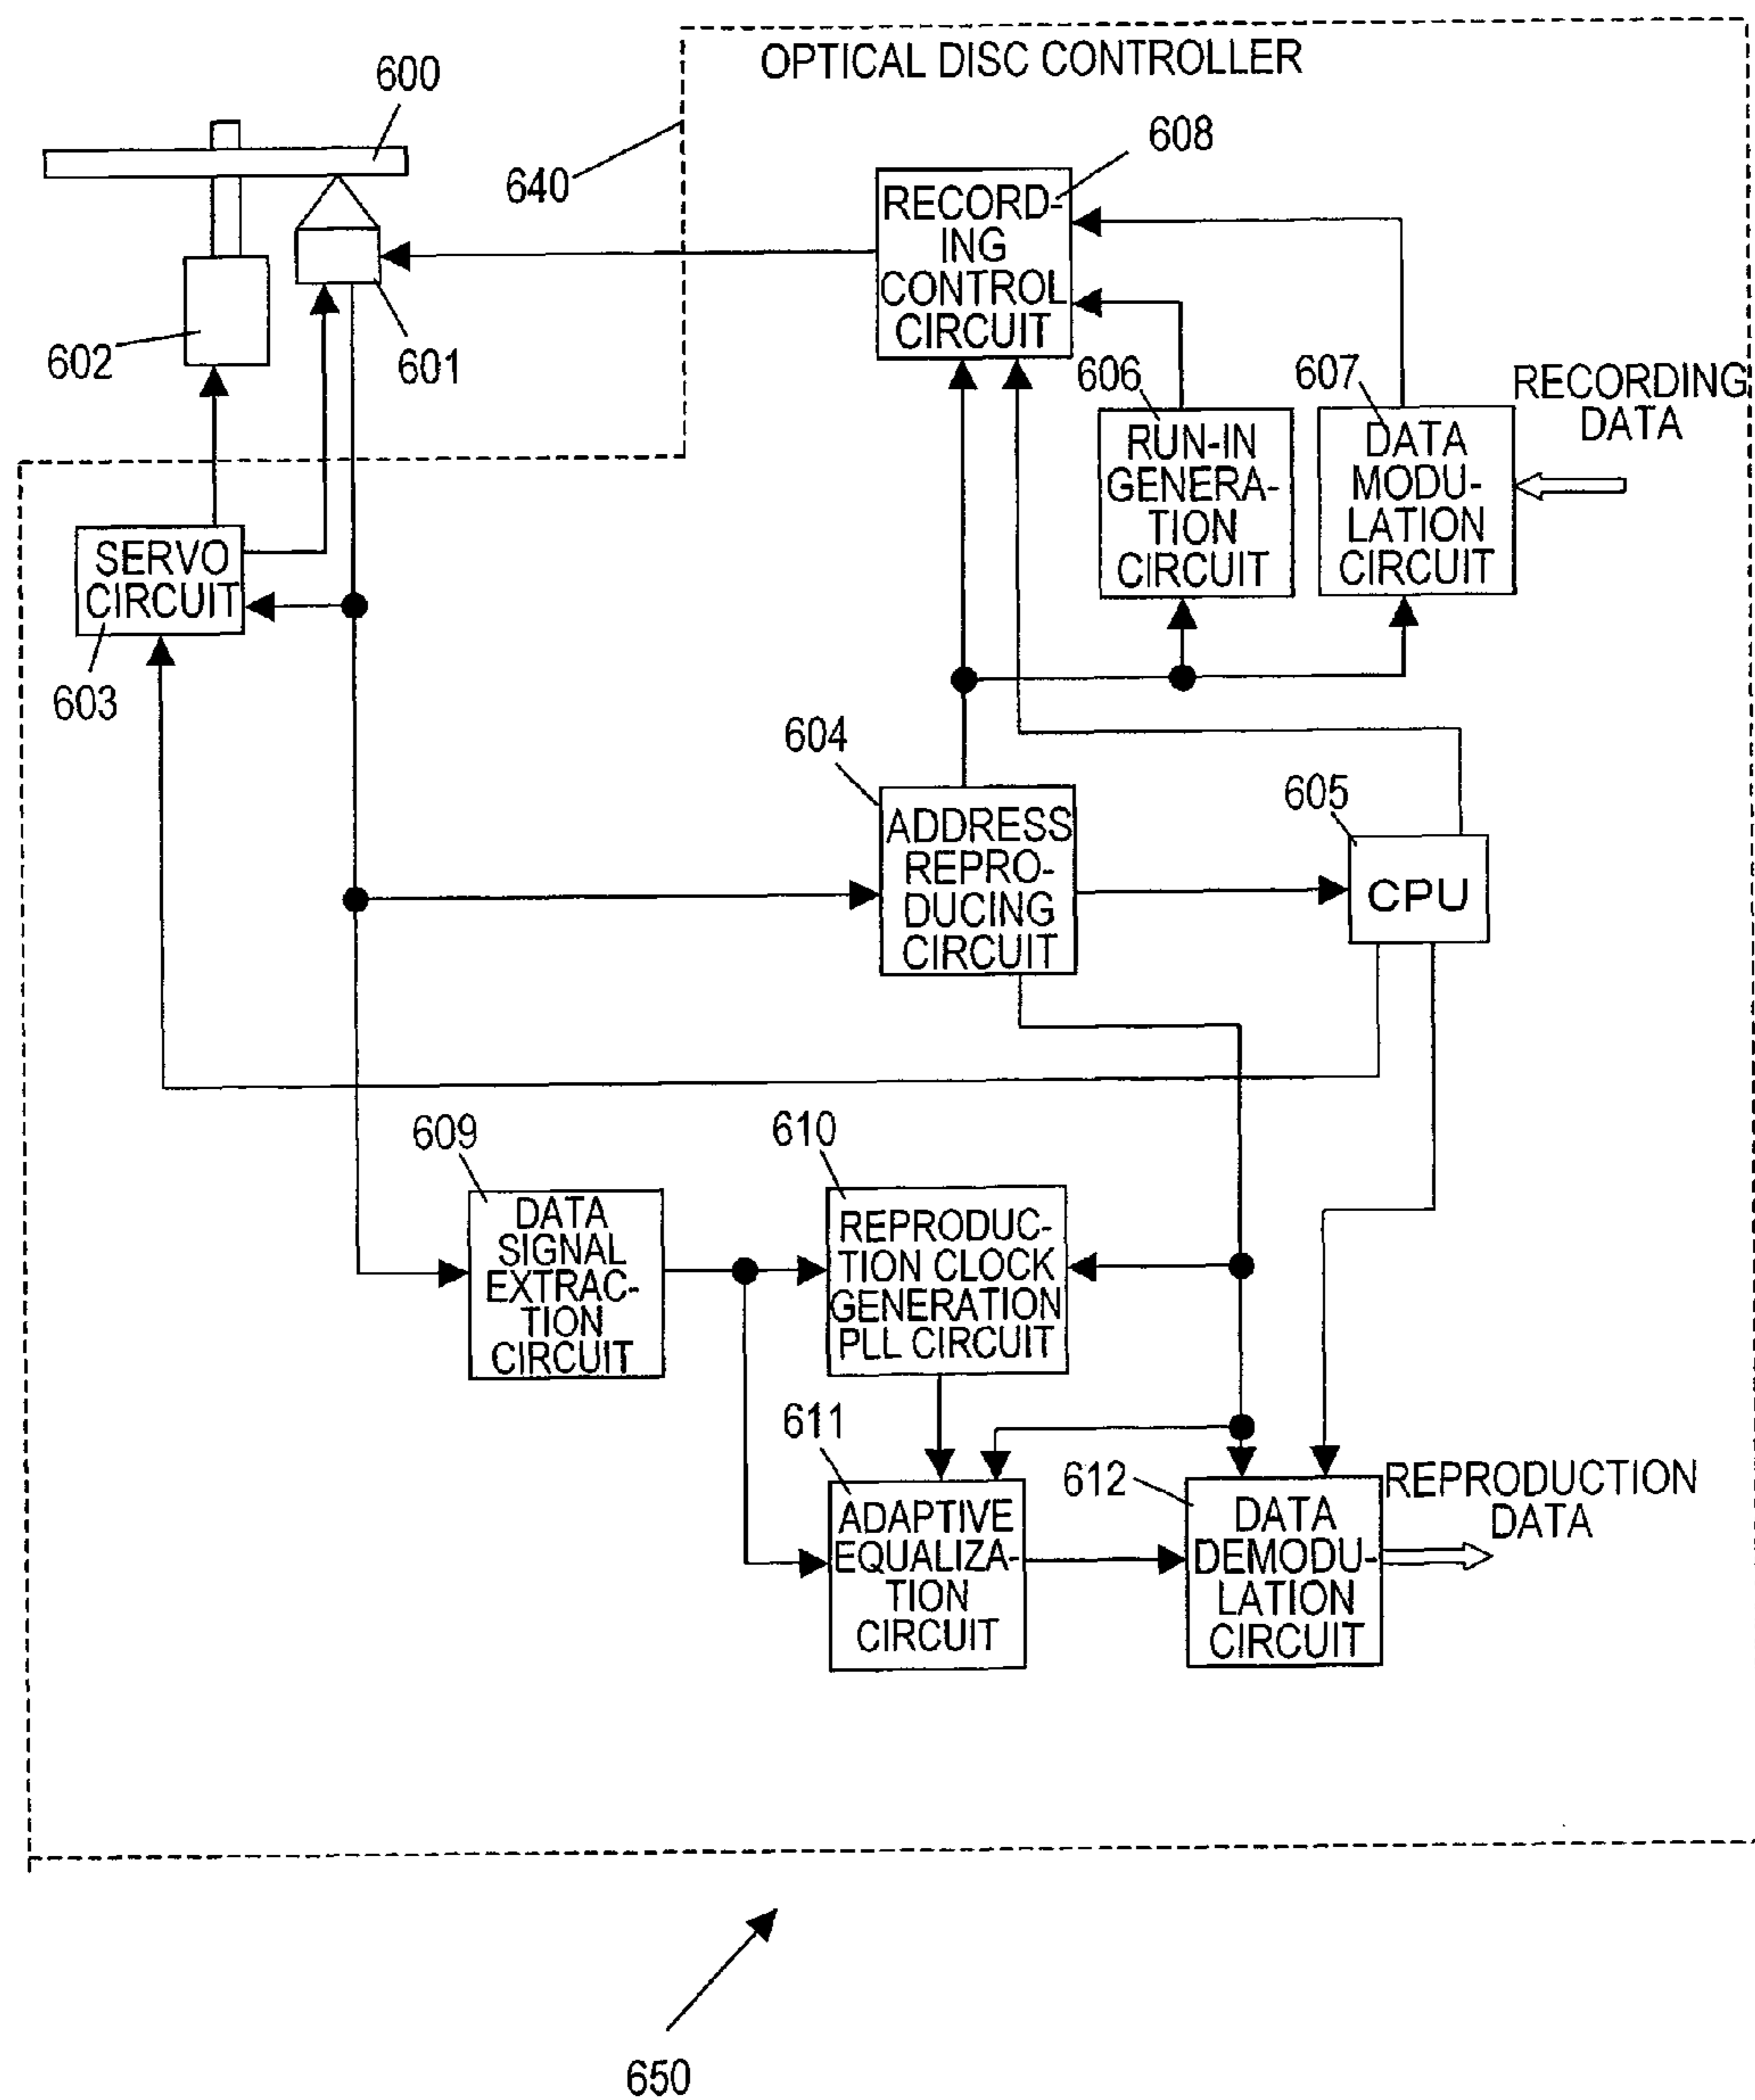 OPTICAL DISC CONTROLLER
600
640
608
RECORD-
ING
CONTROL
CIRCUIT
602
601
606
RUN-IN
GENERA-
TION
CIRCUIT
607
DATA
MODU-
LATION
CIRCUIT
RECORDING
DATA
SERVO
CIRCUIT
603
604
ADDRESS
REPRO-
DUCING
CIRCUIT
605
CPU
609
DATA
SIGNAL
EXTRAC-
TION
CIRCUIT
610
REPRODUC-
TION CLOCK
GENERATION
PLL CIRCUIT
611
ADAPTIVE
EQUALIZA-
TION
CIRCUIT
612
DATA
DEMODU-
LATION
CIRCUIT
REPRODUCTION
DATA
650